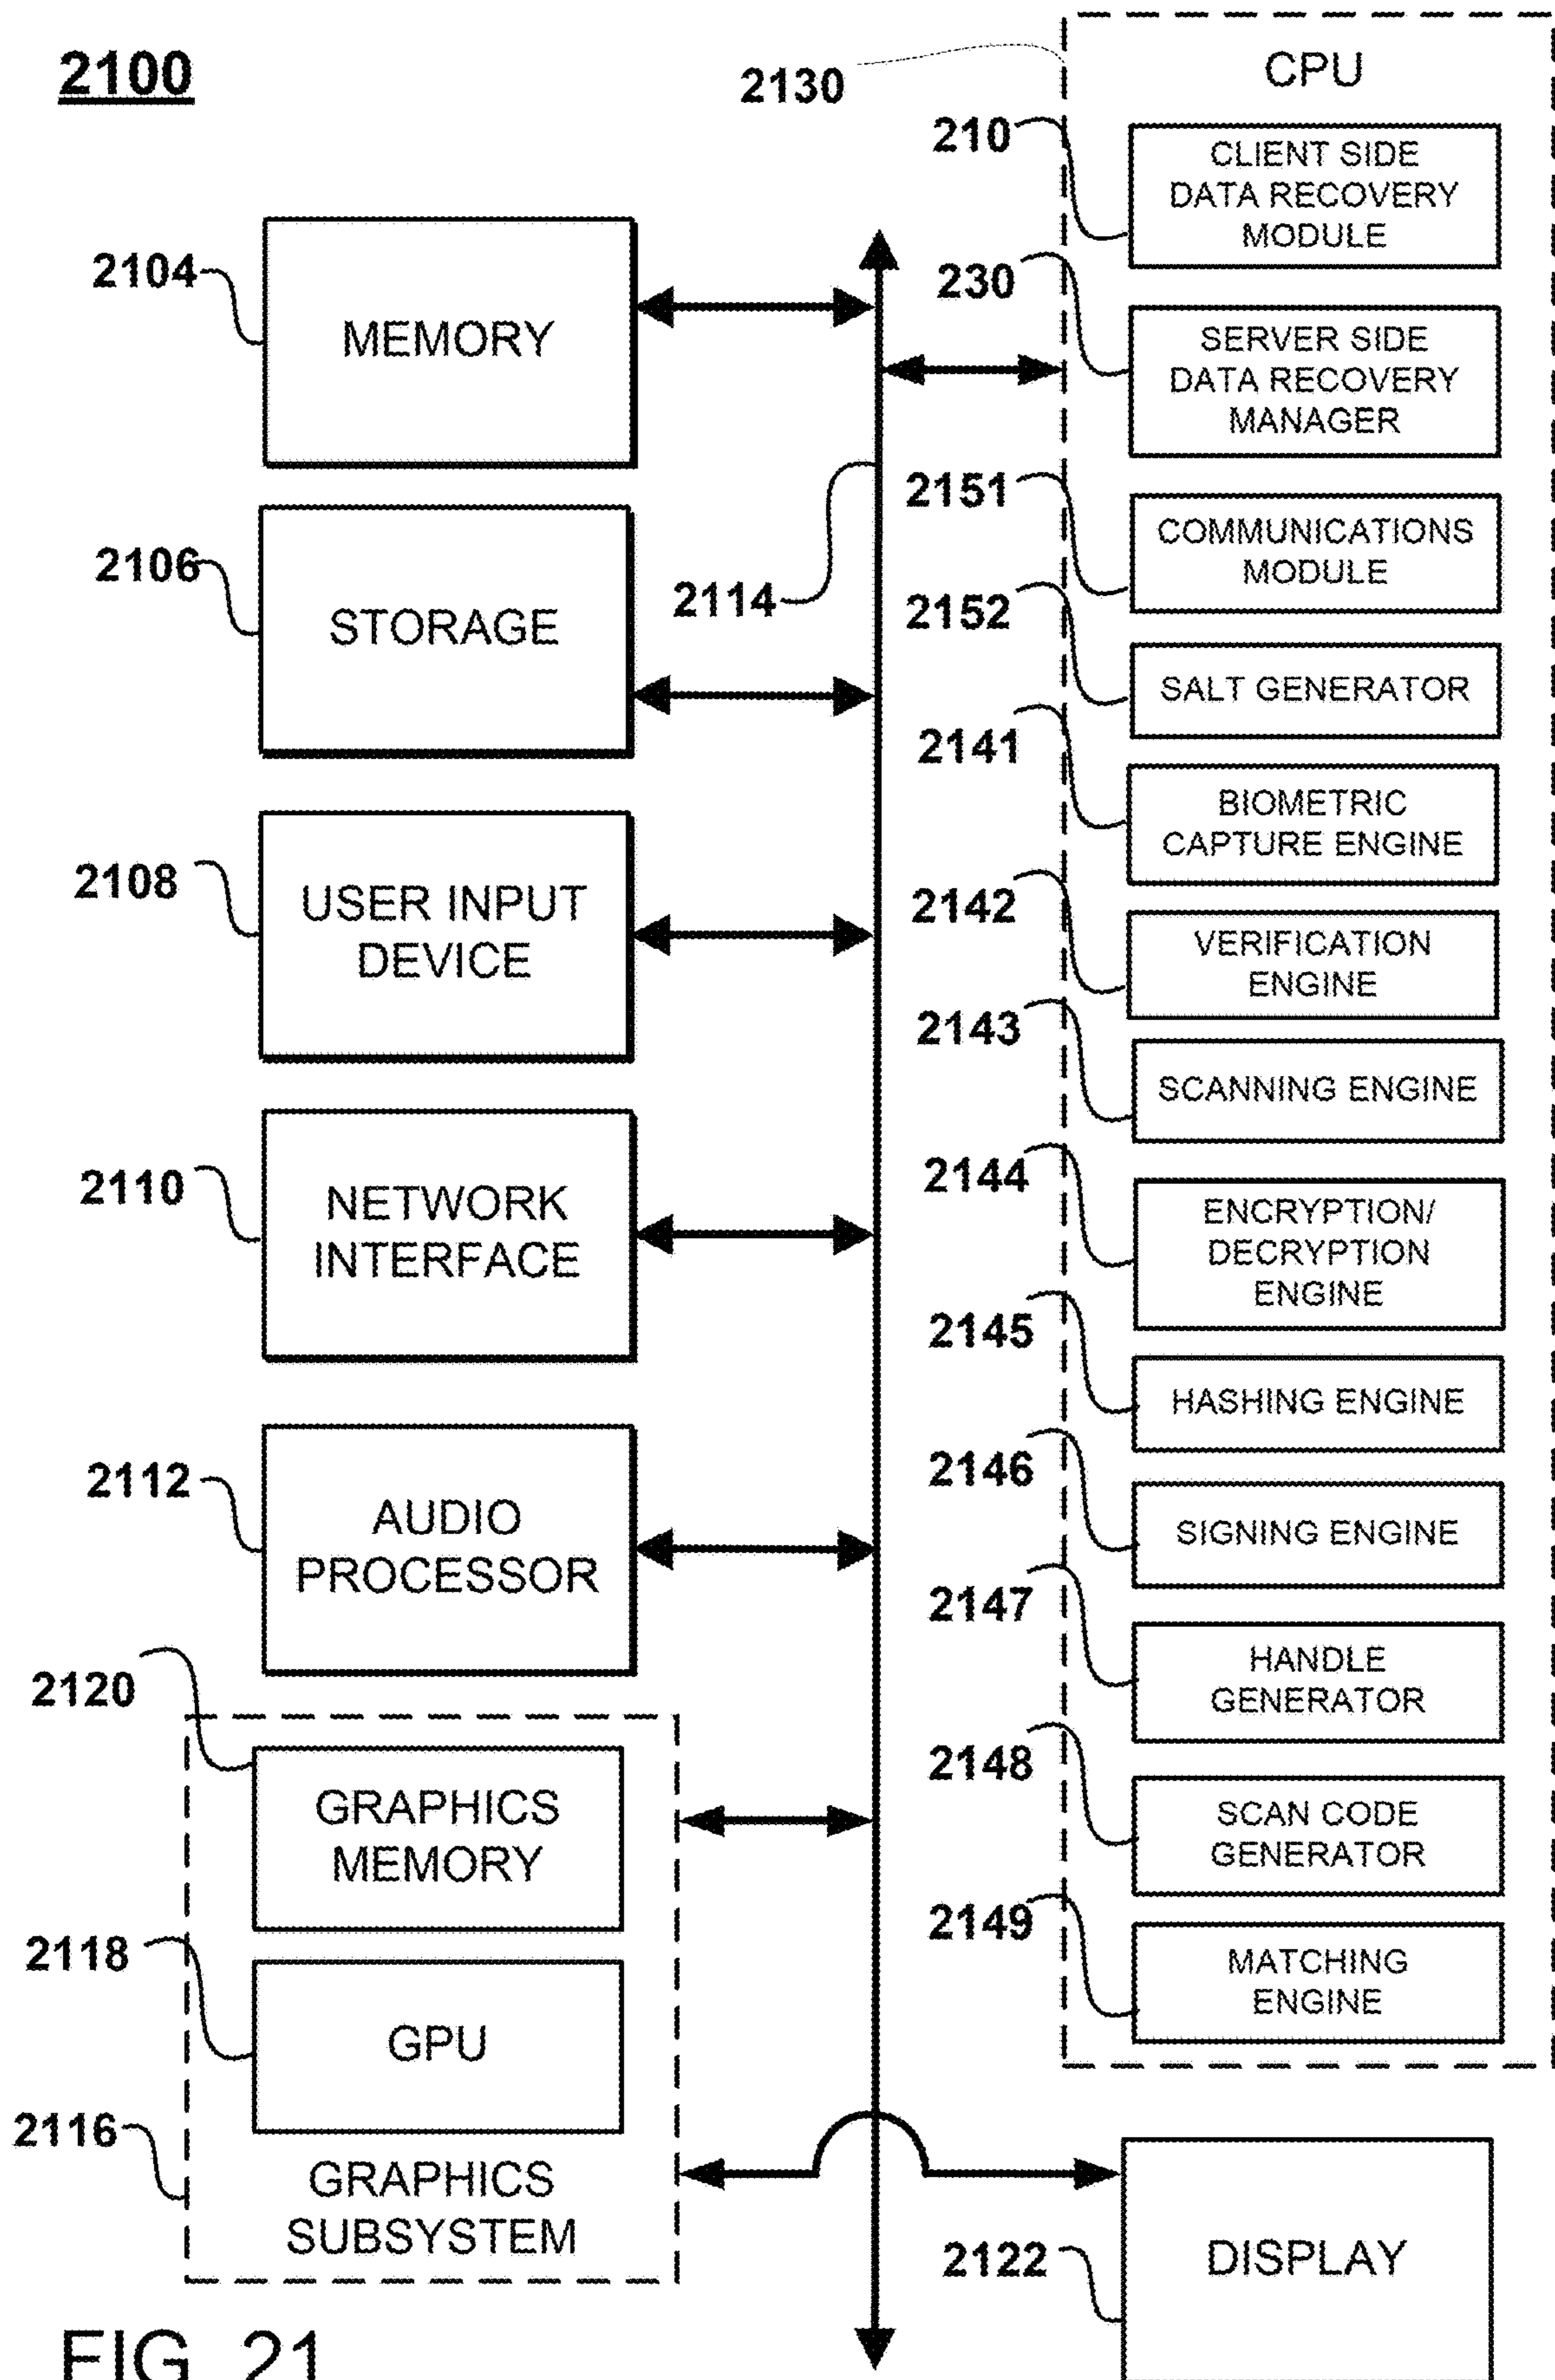 2100
2130
CPU
210
CLIENT SIDE
DATA RECOVERY
MODULE
230
SERVER SIDE
DATA RECOVERY
MANAGER
2151
COMMUNICATIONS
MODULE
2152
SALT GENERATOR
2141
BIOMETRIC
CAPTURE ENGINE
2142
VERIFICATION
ENGINE
2143
SCANNING ENGINE
2144
ENCRYPTION/
DECRYPTION
ENGINE
2145
HASHING ENGINE
2146
SIGNING ENGINE
2147
HANDLE
GENERATOR
2148
SCAN CODE
GENERATOR
2149
MATCHING
ENGINE
2104
MEMORY
2106
STORAGE
2114
2108
USER INPUT
DEVICE
2110
NETWORK
INTERFACE
2112
AUDIO
PROCESSOR
2120
GRAPHICS
MEMORY
2118
GPU
2116
GRAPHICS
SUBSYSTEM
2122
DISPLAY
FIG. 21